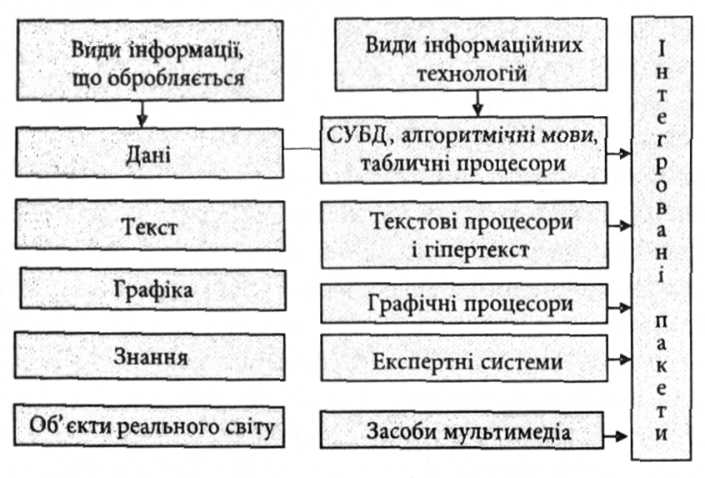 Види інформації,
що обробляється
Види інформаційних
технологій
Дані
СУБД, алгоритмічні мови,
табличні процесори
Текст
Текстові процесори
і гіпертекст
Графіка
Графічні процесори
Знання
Експертні системи
Об'єкти реального світу
Засоби мультимедіа
Інтегровані пакети